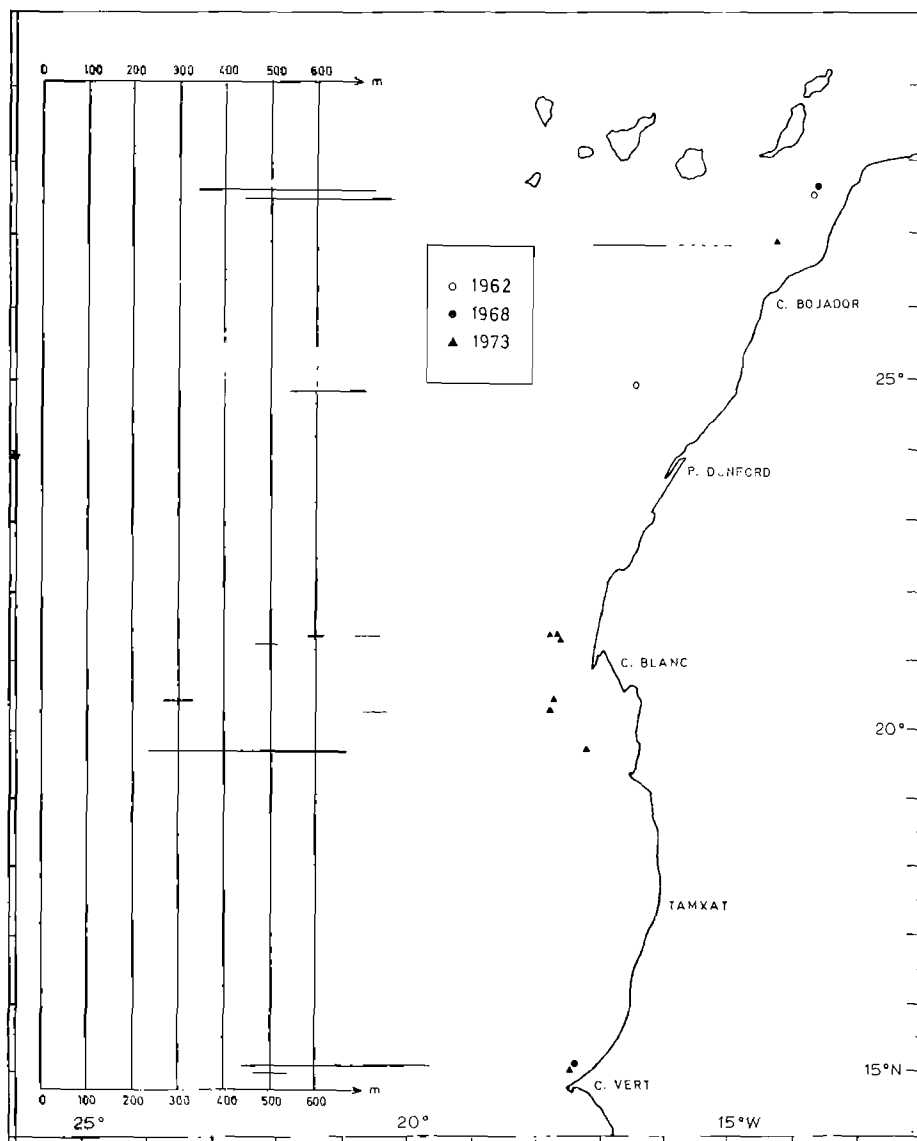 0 100 200 300 400 500 600 m
1962
1968
1973
C. BOJADOR
25°
P. DUNFORD
C. BLANC
20°
TAMXAT
15°N
C. VERT
0 100 200 300 400 500 600 m
25° 20° 15°W